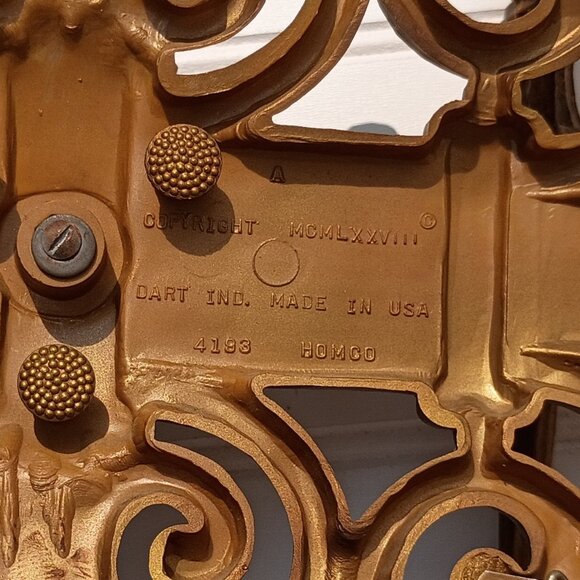 A
COPYRIGHT MCMLXXVIII ©
DART IND. MADE IN USA
4193 HOMCO